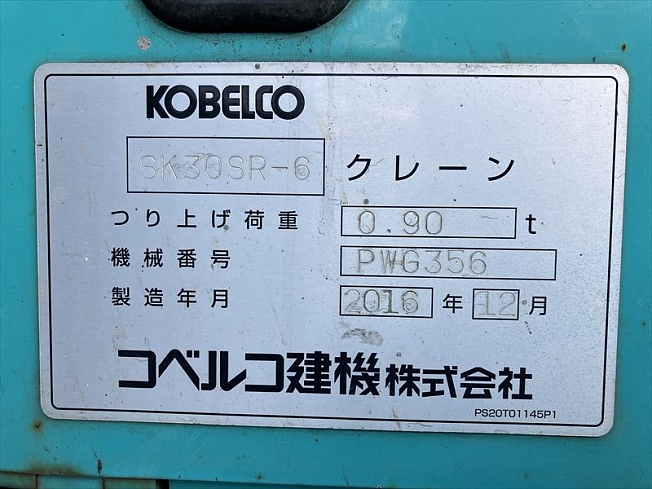 KOBELCO
SK30SR-6 クレーン
つり上げ荷重 0.90 t
機械番号 PWG356
製造年月 2016 年 12 月
コベルコ建機株式会社
PS20T01145P1